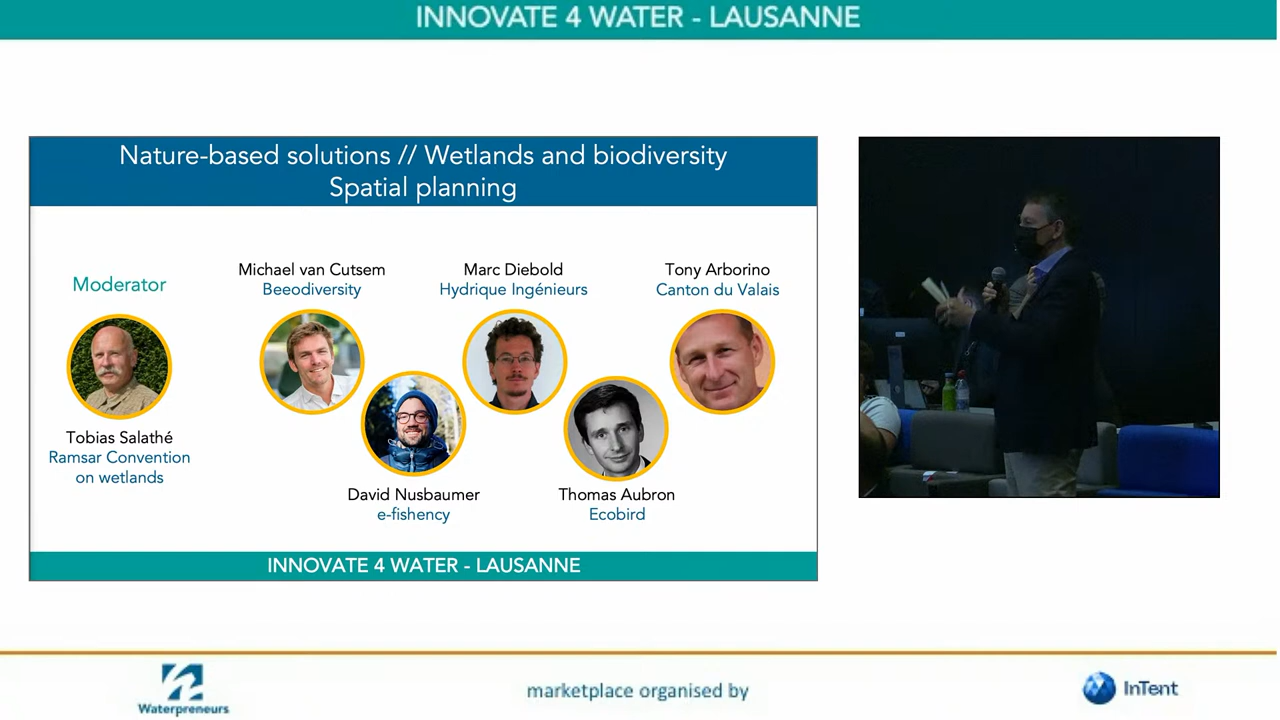 INNOVATE 4 WATER - LAUSANNE
Nature-based solutions // Wetlands and biodiversity
Spatial planning
Moderator
Tobias Salathé
Ramsar Convention
on wetlands
Michael van Cutsem
Beeodiversity
David Nusbaumer
e-fishency
Marc Diebold
Hydrique Ingénieurs
Thomas Aubron
Ecobird
Tony Arborino
Canton du Valais
INNOVATE 4 WATER - LAUSANNE
Waterpreneurs
marketplace organised by
InTent